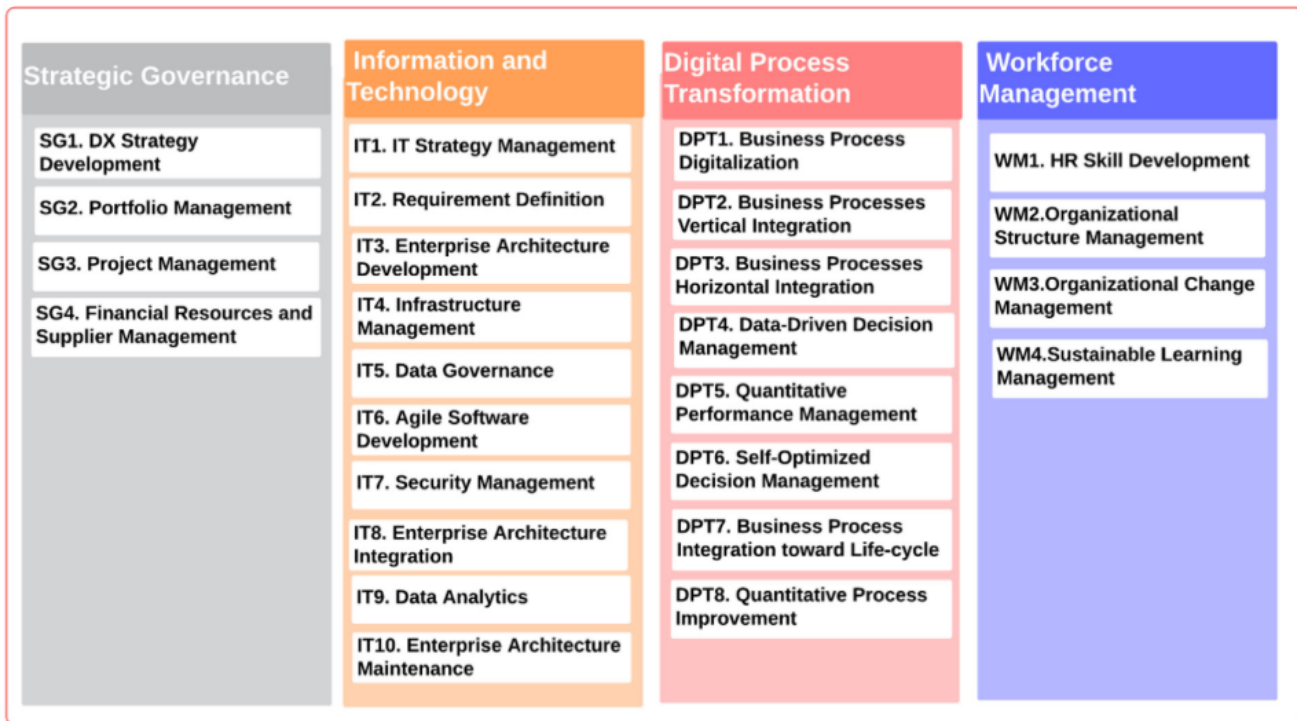 Strategic Governance
SG1. DX Strategy
Development
SG2. Portfolio Management
SG3. Project Management
SG4. Financial Resources and
Supplier Management
Information and
Technology
IT1. IT Strategy Management
IT2. Requirement Definition
IT3. Enterprise Architecture
Development
IT4. Infrastructure
Management
IT5. Data Governance
IT6. Agile Software
Development
IT7. Security Management
IT8. Enterprise Architecture
Integration
IT9. Data Analytics
IT10. Enterprise Architecture
Maintenance
Digital Process
Transformation
DPT1. Business Process
Digitalization
DPT2. Business Processes
Vertical Integration
DPT3. Business Processes
Horizontal Integration
DPT4. Data-Driven Decision
Management
DPT5. Quantitative
Performance Management
DPT6. Self-Optimized
Decision Management
DPT7. Business Process
Integration toward Life-cycle
DPT8. Quantitative Process
Improvement
Workforce
Management
WM1. HR Skill Development
WM2.Organizational
Structure Management
WM3.Organizational Change
Management
WM4.Sustainable Learning
Management